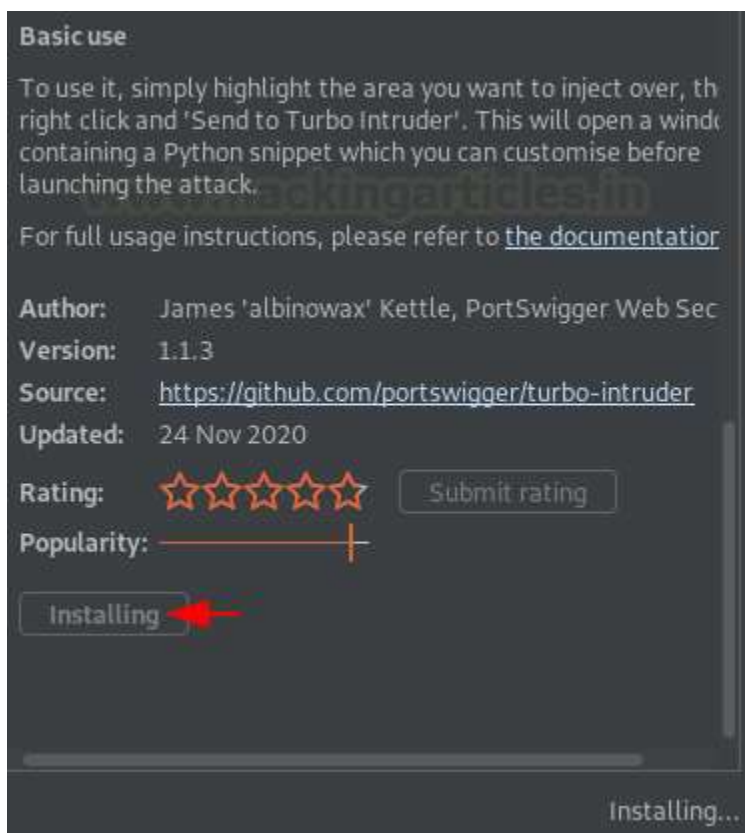 Basic use
To use it, simply highlight the area you want to inject over, th
right click and 'Send to Turbo Intruder'. This will open a wind
containing a Python snippet which you can customise before
launching the attack.
For full usage instructions, please refer to the documentation
Author: James 'albinowax' Kettle, PortSwigger Web Sec
Version: 1.1.3
Source: https://github.com/portswigger/turbo-intruder
Updated: 24 Nov 2020
Rating: Submit rating
Popularity:
Installing
Installing...